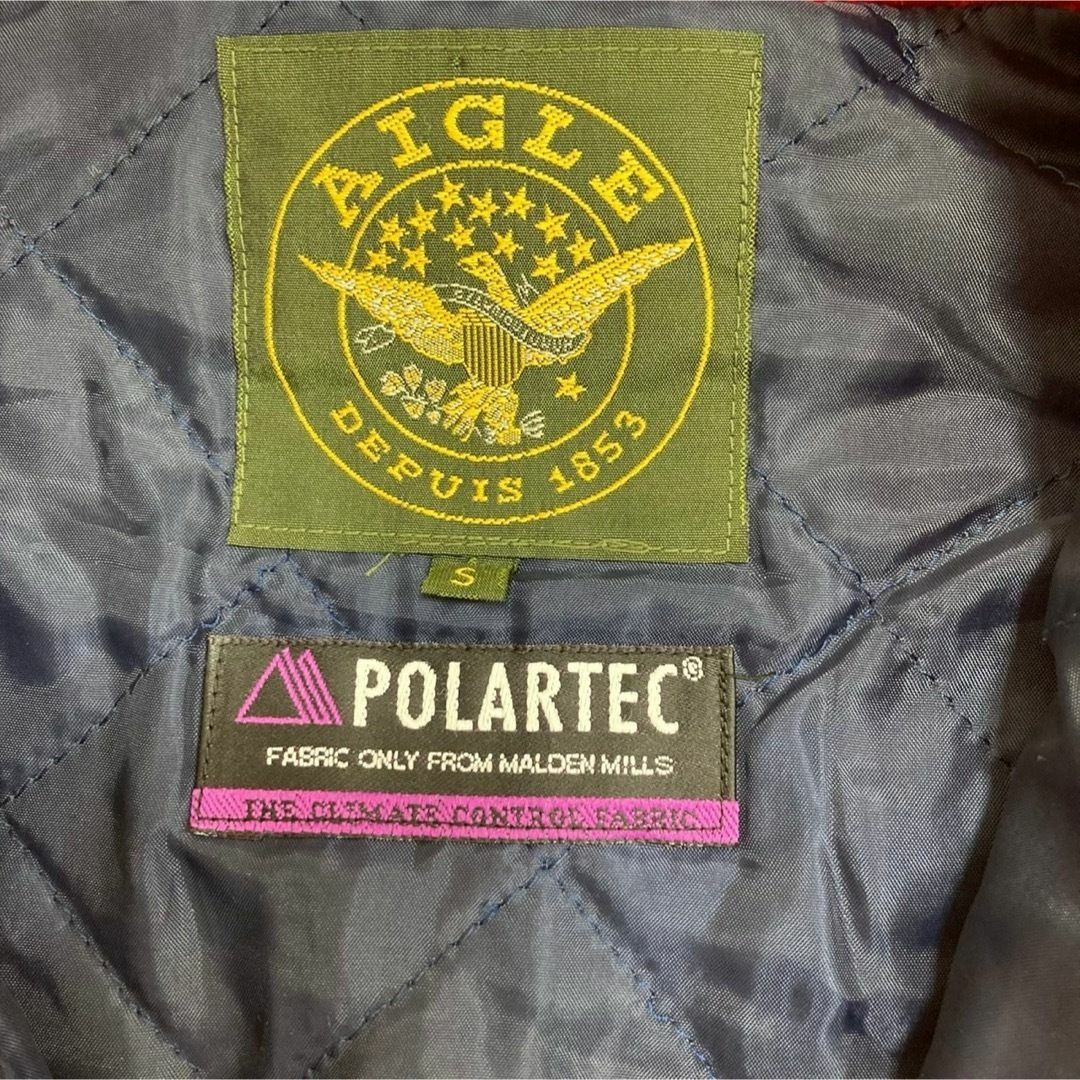 AIGLE
DEPUIS 1853
S
POLARTEC®
FABRIC ONLY FROM MALDEN MILLS
THE CLIMATE CONTROL FABRIC